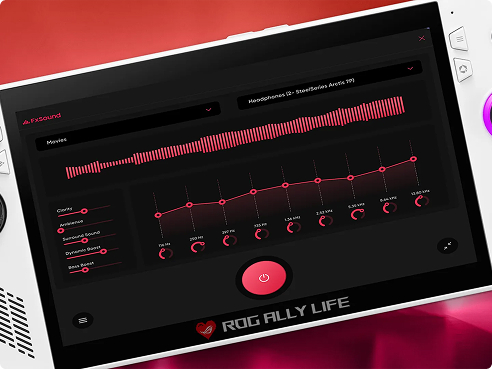 FxSound
Movies
Headphones (2- SteelSeries Arctis 7P)
Clarity
Ambience
Surround Sound
Dynamic Boost
Bass Boost
116 Hz
250 Hz
397 Hz
735 Hz
1.36 kHz
2.52 kHz
5.35 kHz
8.64 kHz
13.60 kHz
ROG ALLY LIFE